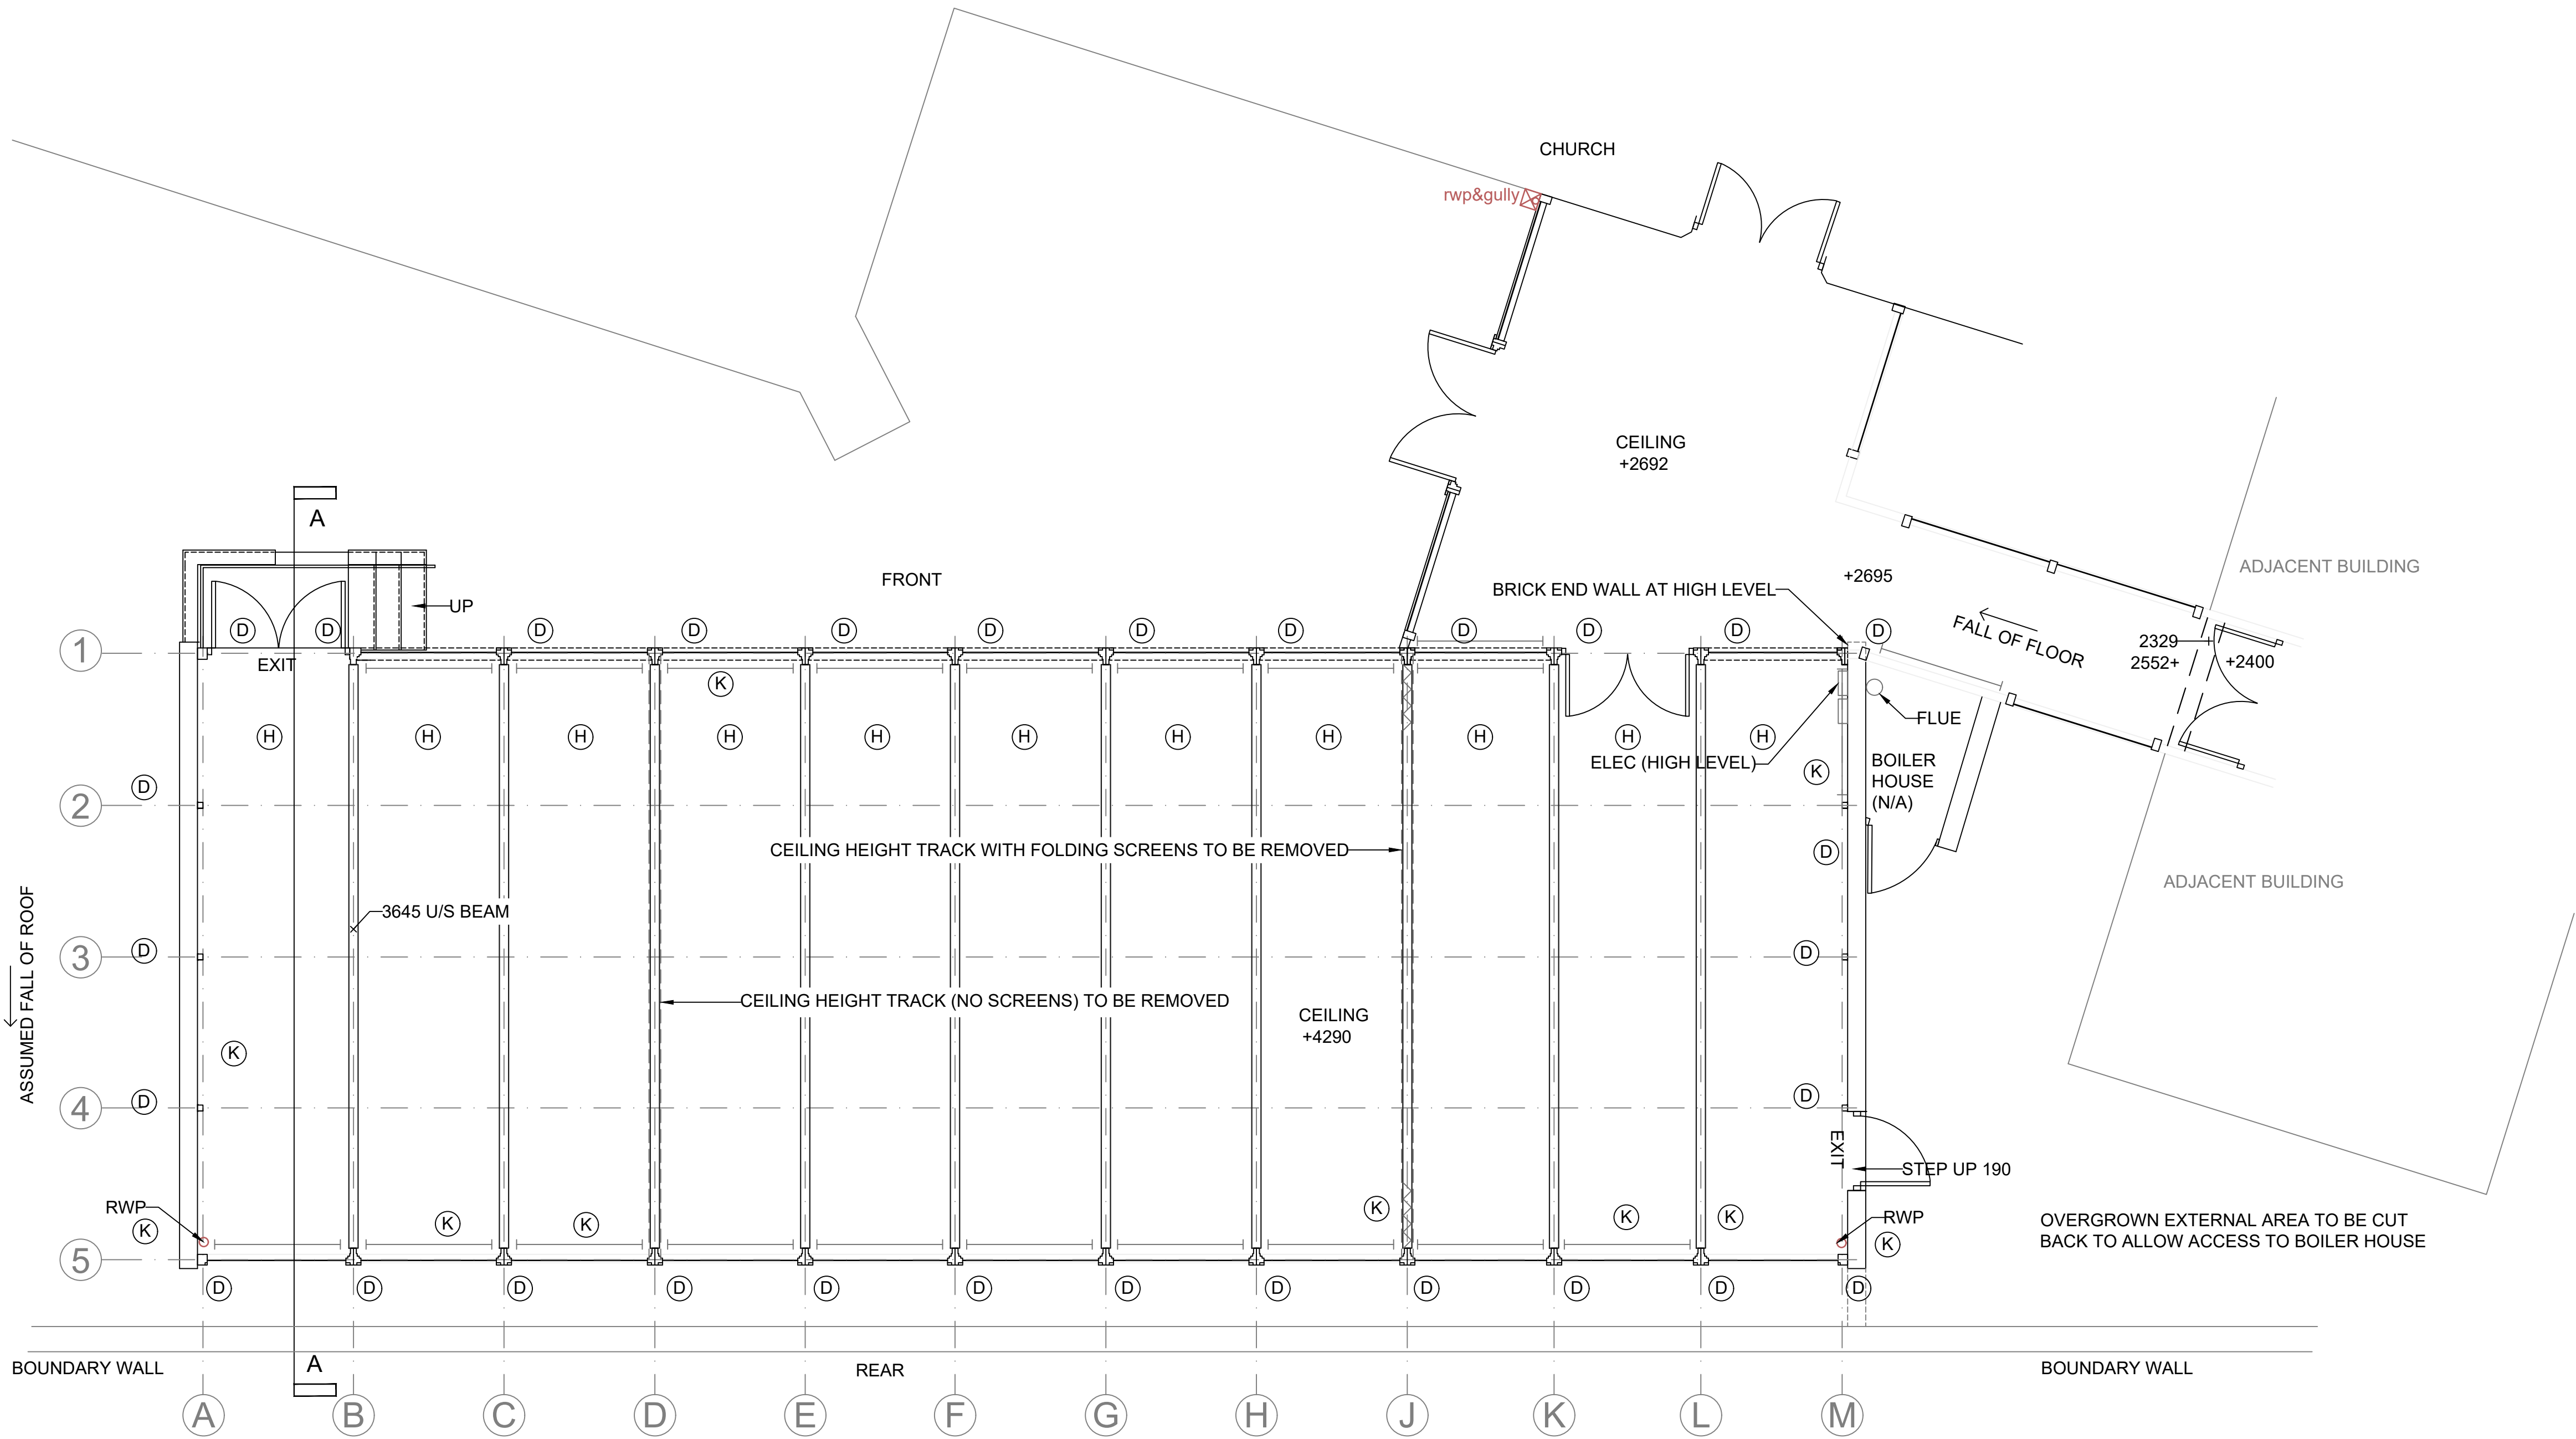 CHURCH
rwp&gully
CEILING
+2692
A
ADJACENT BUILDING
+2695
FRONT
BRICK END WALL AT HIGH LEVEL
UP
FALL OF FLOOR
D D D D D D D D D D D D
1
EXIT
2329
2552+
+2400
K
FLUE
H H H H H H H H H H H
ELEC (HIGH LEVEL)
BOILER
HOUSE
(N/A)
K
D
2
CEILING HEIGHT TRACK WITH FOLDING SCREENS TO BE REMOVED
D
ADJACENT BUILDING
3645 U/S BEAM
ASSUMED FALL OF ROOF
3
D
D
CEILING HEIGHT TRACK (NO SCREENS) TO BE REMOVED
CEILING
+4290
K
4
D
D
EXIT
STEP UP 190
RWP
K
K K K K K
RWP
K
OVERGROWN EXTERNAL AREA TO BE CUT
BACK TO ALLOW ACCESS TO BOILER HOUSE
5
D D D D D D D D D D D D
BOUNDARY WALL
A
REAR
BOUNDARY WALL
A B C D E F G H J K L M